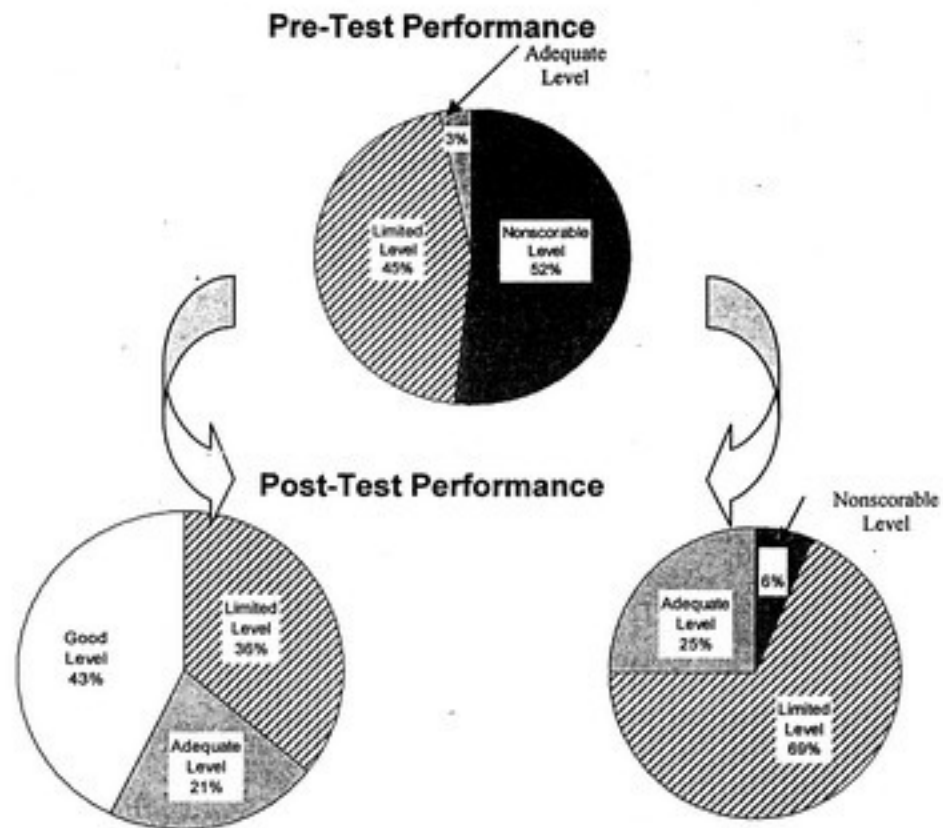 Pre-Test Performance
Adequate
Level
3%
Limited
Level
45%
Nonscorable
Level
52%
Post-Test Performance
Nonscorable
Level
Good
Level
43%
Limited
Level
36%
Adequate
Level
21%
Adequate
Level
25%
6%
Limited
Level
69%